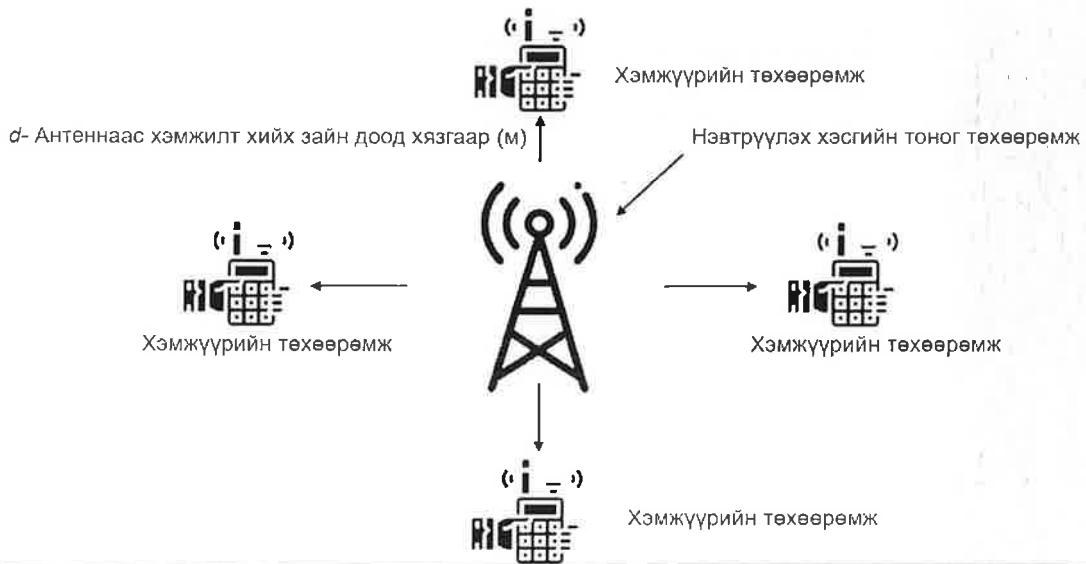 Хэмжүүрийн төхөөрөмж
d- Антеннаас хэмжилт хийх зайн доод хязгаар (м)
Нэвтрүүлэх хэсгийн тоног төхөөрөмж
Хэмжүүрийн төхөөрөмж
Хэмжүүрийн төхөөрөмж
Хэмжүүрийн төхөөрөмж